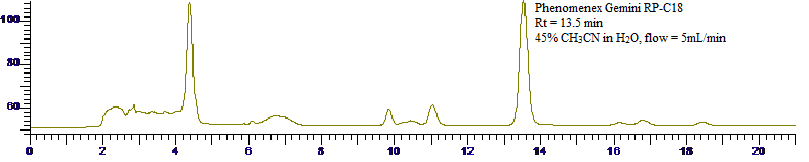 Phenomenex Gemini RP-C18
Rt = 13.5 min
45% CH3CN in H2O, flow = 5mL/min
100
80
60
0 2 4 6 8 10 12 14 16 18 20